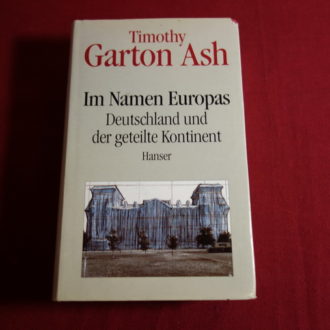 Timothy
Garton Ash
Im Namen Europas
Deutschland und
der geteilte Kontinent
Hanser